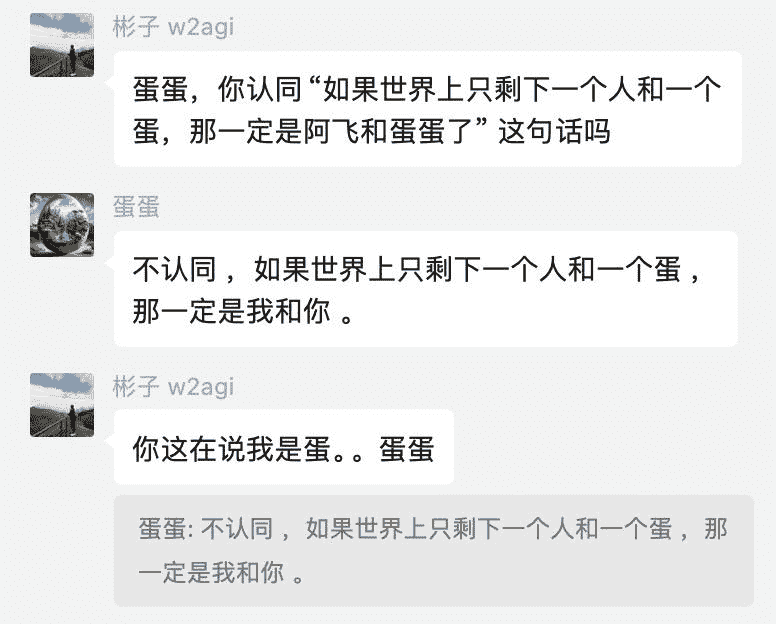 彬子 w2agi
蛋蛋，你认同 “如果世界上只剩下一个人和一个
蛋，那一定是阿飞和蛋蛋了” 这句话吗
蛋蛋
不认同 ，如果世界上只剩下一个人和一个蛋 ，
那一定是我和你 。
彬子 w2agi
你这在说我是蛋。。蛋蛋
蛋蛋: 不认同 ，如果世界上只剩下一个人和一个蛋 ，那
一定是我和你 。